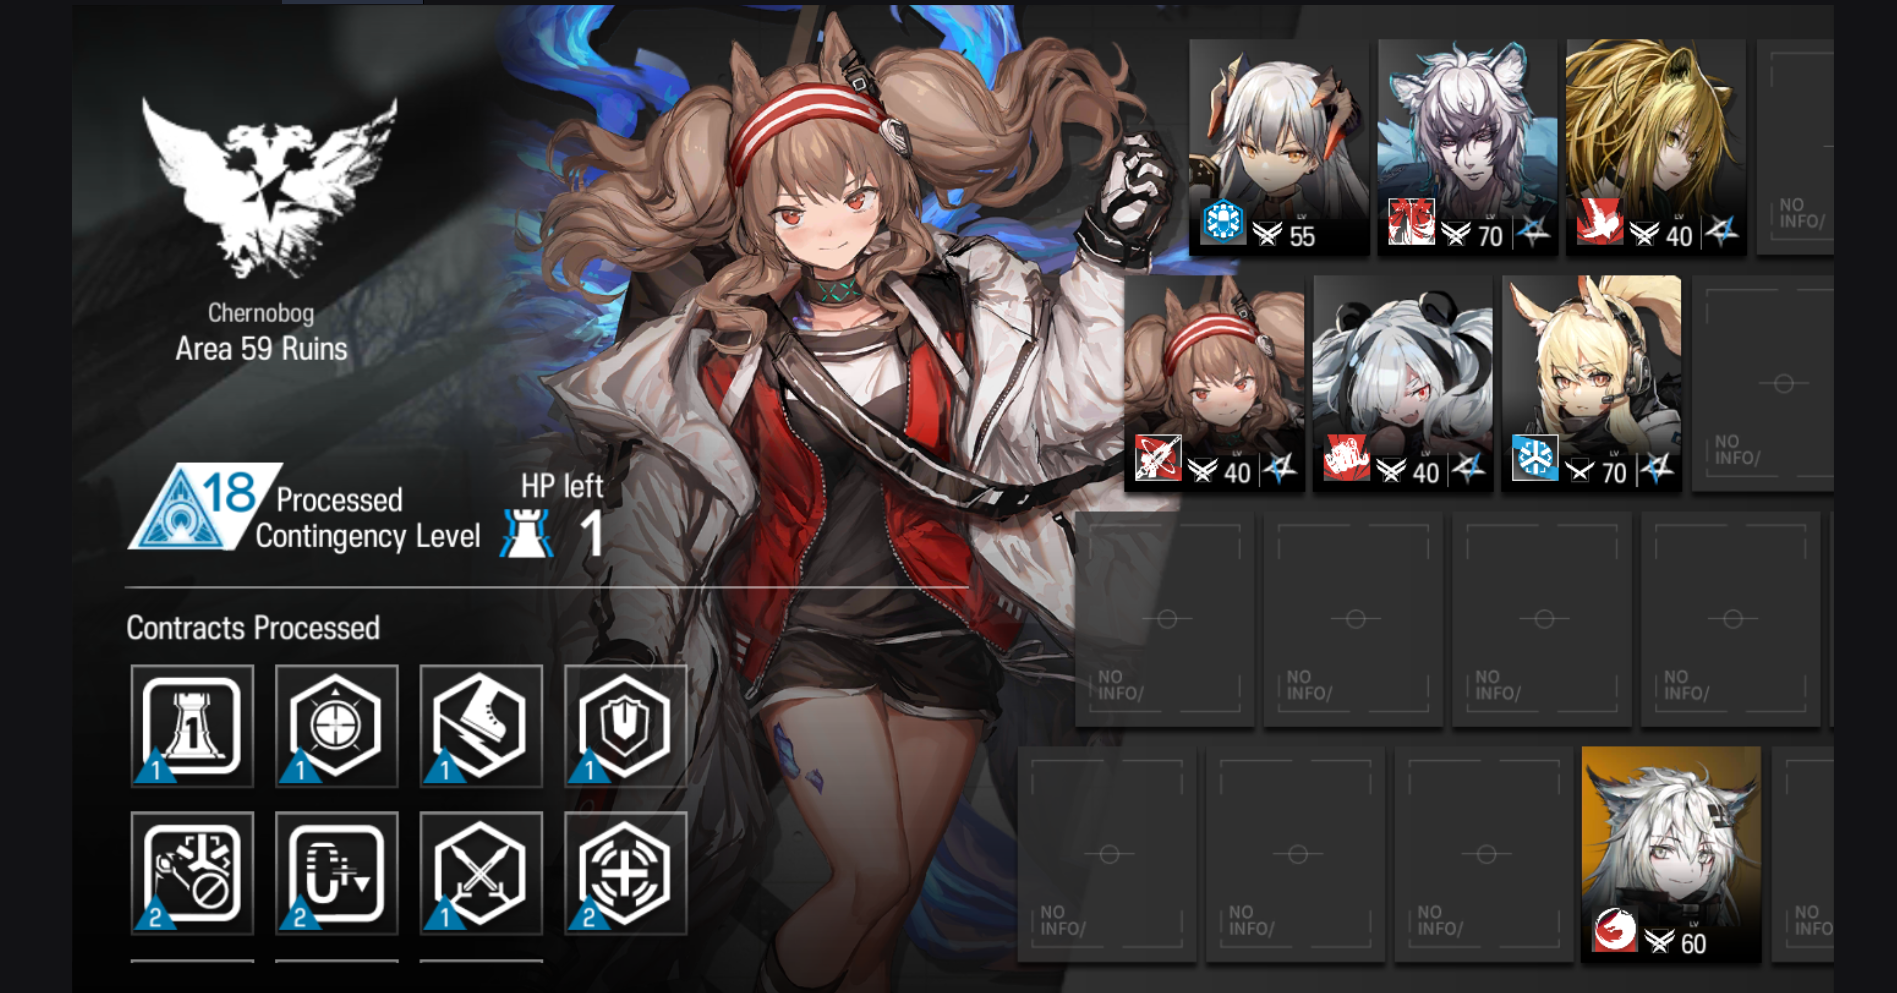 Chernobog
Area 59 Ruins
18 Processed
Contingency Level
HP left
1
Contracts Processed
1
1
1
1
1
2
2
1
2
LV
55
LV
70
LV
40
NO
INFO/
LV
40
LV
40
LV
70
NO
INFO/
NO
INFO/
NO
INFO/
NO
INFO/
NO
INFO/
NO
INFO/
NO
INFO/
NO
INFO/
LV
60
NO
INFO